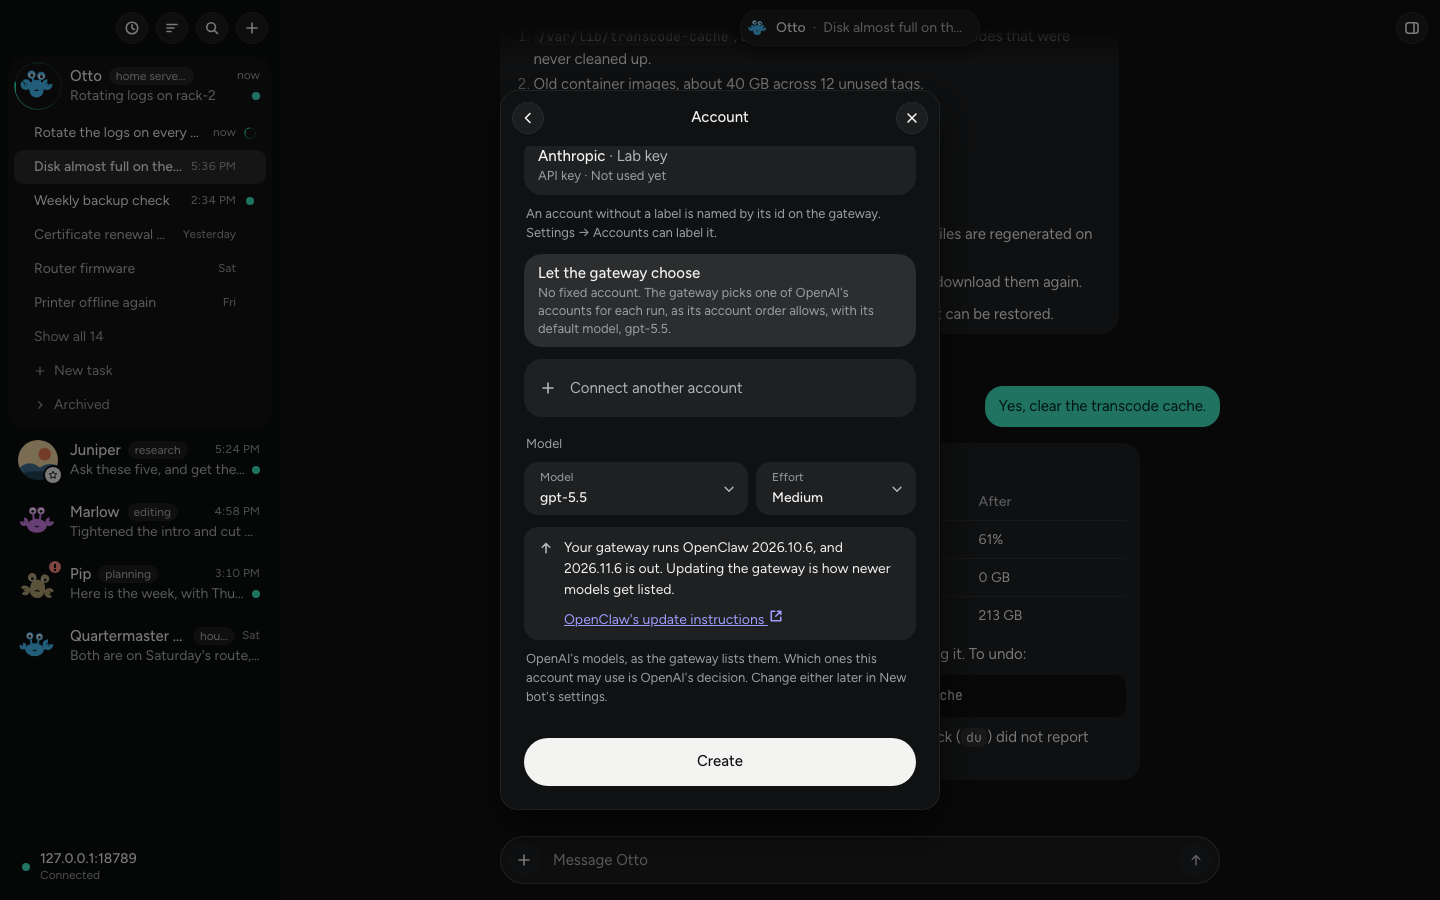 Otto home serve... now
Rotating logs on rack-2
Rotate the logs on every ... now
Disk almost full on the... 5:36 PM
Weekly backup check 2:34 PM
Certificate renewal ... Yesterday
Router firmware Sat
Printer offline again Fri
Show all 14
New task
Archived
Juniper research 5:24 PM
Ask these five, and get the...
Marlow editing 4:58 PM
Tightened the intro and cut ...
Pip planning 3:10 PM
Here is the week, with Thu...
Quartermaster ... hou... Sat
Both are on Saturday's route,...
127.0.0.1:18789
Connected
Otto · Disk almost full on th...
1. /var/lib/transcode-cache, that were
never cleaned up.
2. Old container images, about 40 GB across 12 unused tags.
are regenerated on
download them again.
can be restored.
Yes, clear the transcode cache.
After
61%
0 GB
213 GB
it. To undo:
(du) did not report
Message Otto
Account
Anthropic · Lab key
API key · Not used yet
An account without a label is named by its id on the gateway.
Settings → Accounts can label it.
Let the gateway choose
No fixed account. The gateway picks one of OpenAI's
accounts for each run, as its account order allows, with its
default model, gpt-5.5.
Connect another account
Model
Model
gpt-5.5
Effort
Medium
Your gateway runs OpenClaw 2026.10.6, and
2026.11.6 is out. Updating the gateway is how newer
models get listed.
OpenClaw's update instructions
OpenAI's models, as the gateway lists them. Which ones this
account may use is OpenAI's decision. Change either later in New
bot's settings.
Create